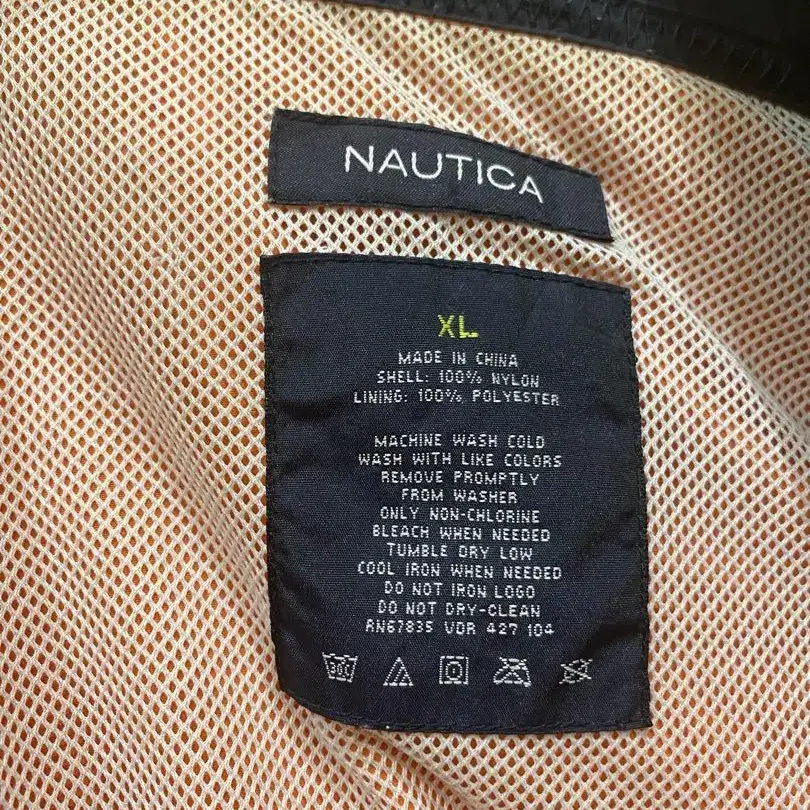 NAUTICA
XL
MADE IN CHINA
SHELL: 100% NYLON
LINING: 100% POLYESTER
MACHINE WASH COLD
WASH WITH LIKE COLORS
REMOVE PROMPTLY
FROM WASHER
ONLY NON-CHLORINE
BLEACH WHEN NEEDED
TUMBLE DRY LOW
COOL IRON WHEN NEEDED
DO NOT IRON LOGO
DO NOT DRY-CLEAN
RN67835 VDR 427 104